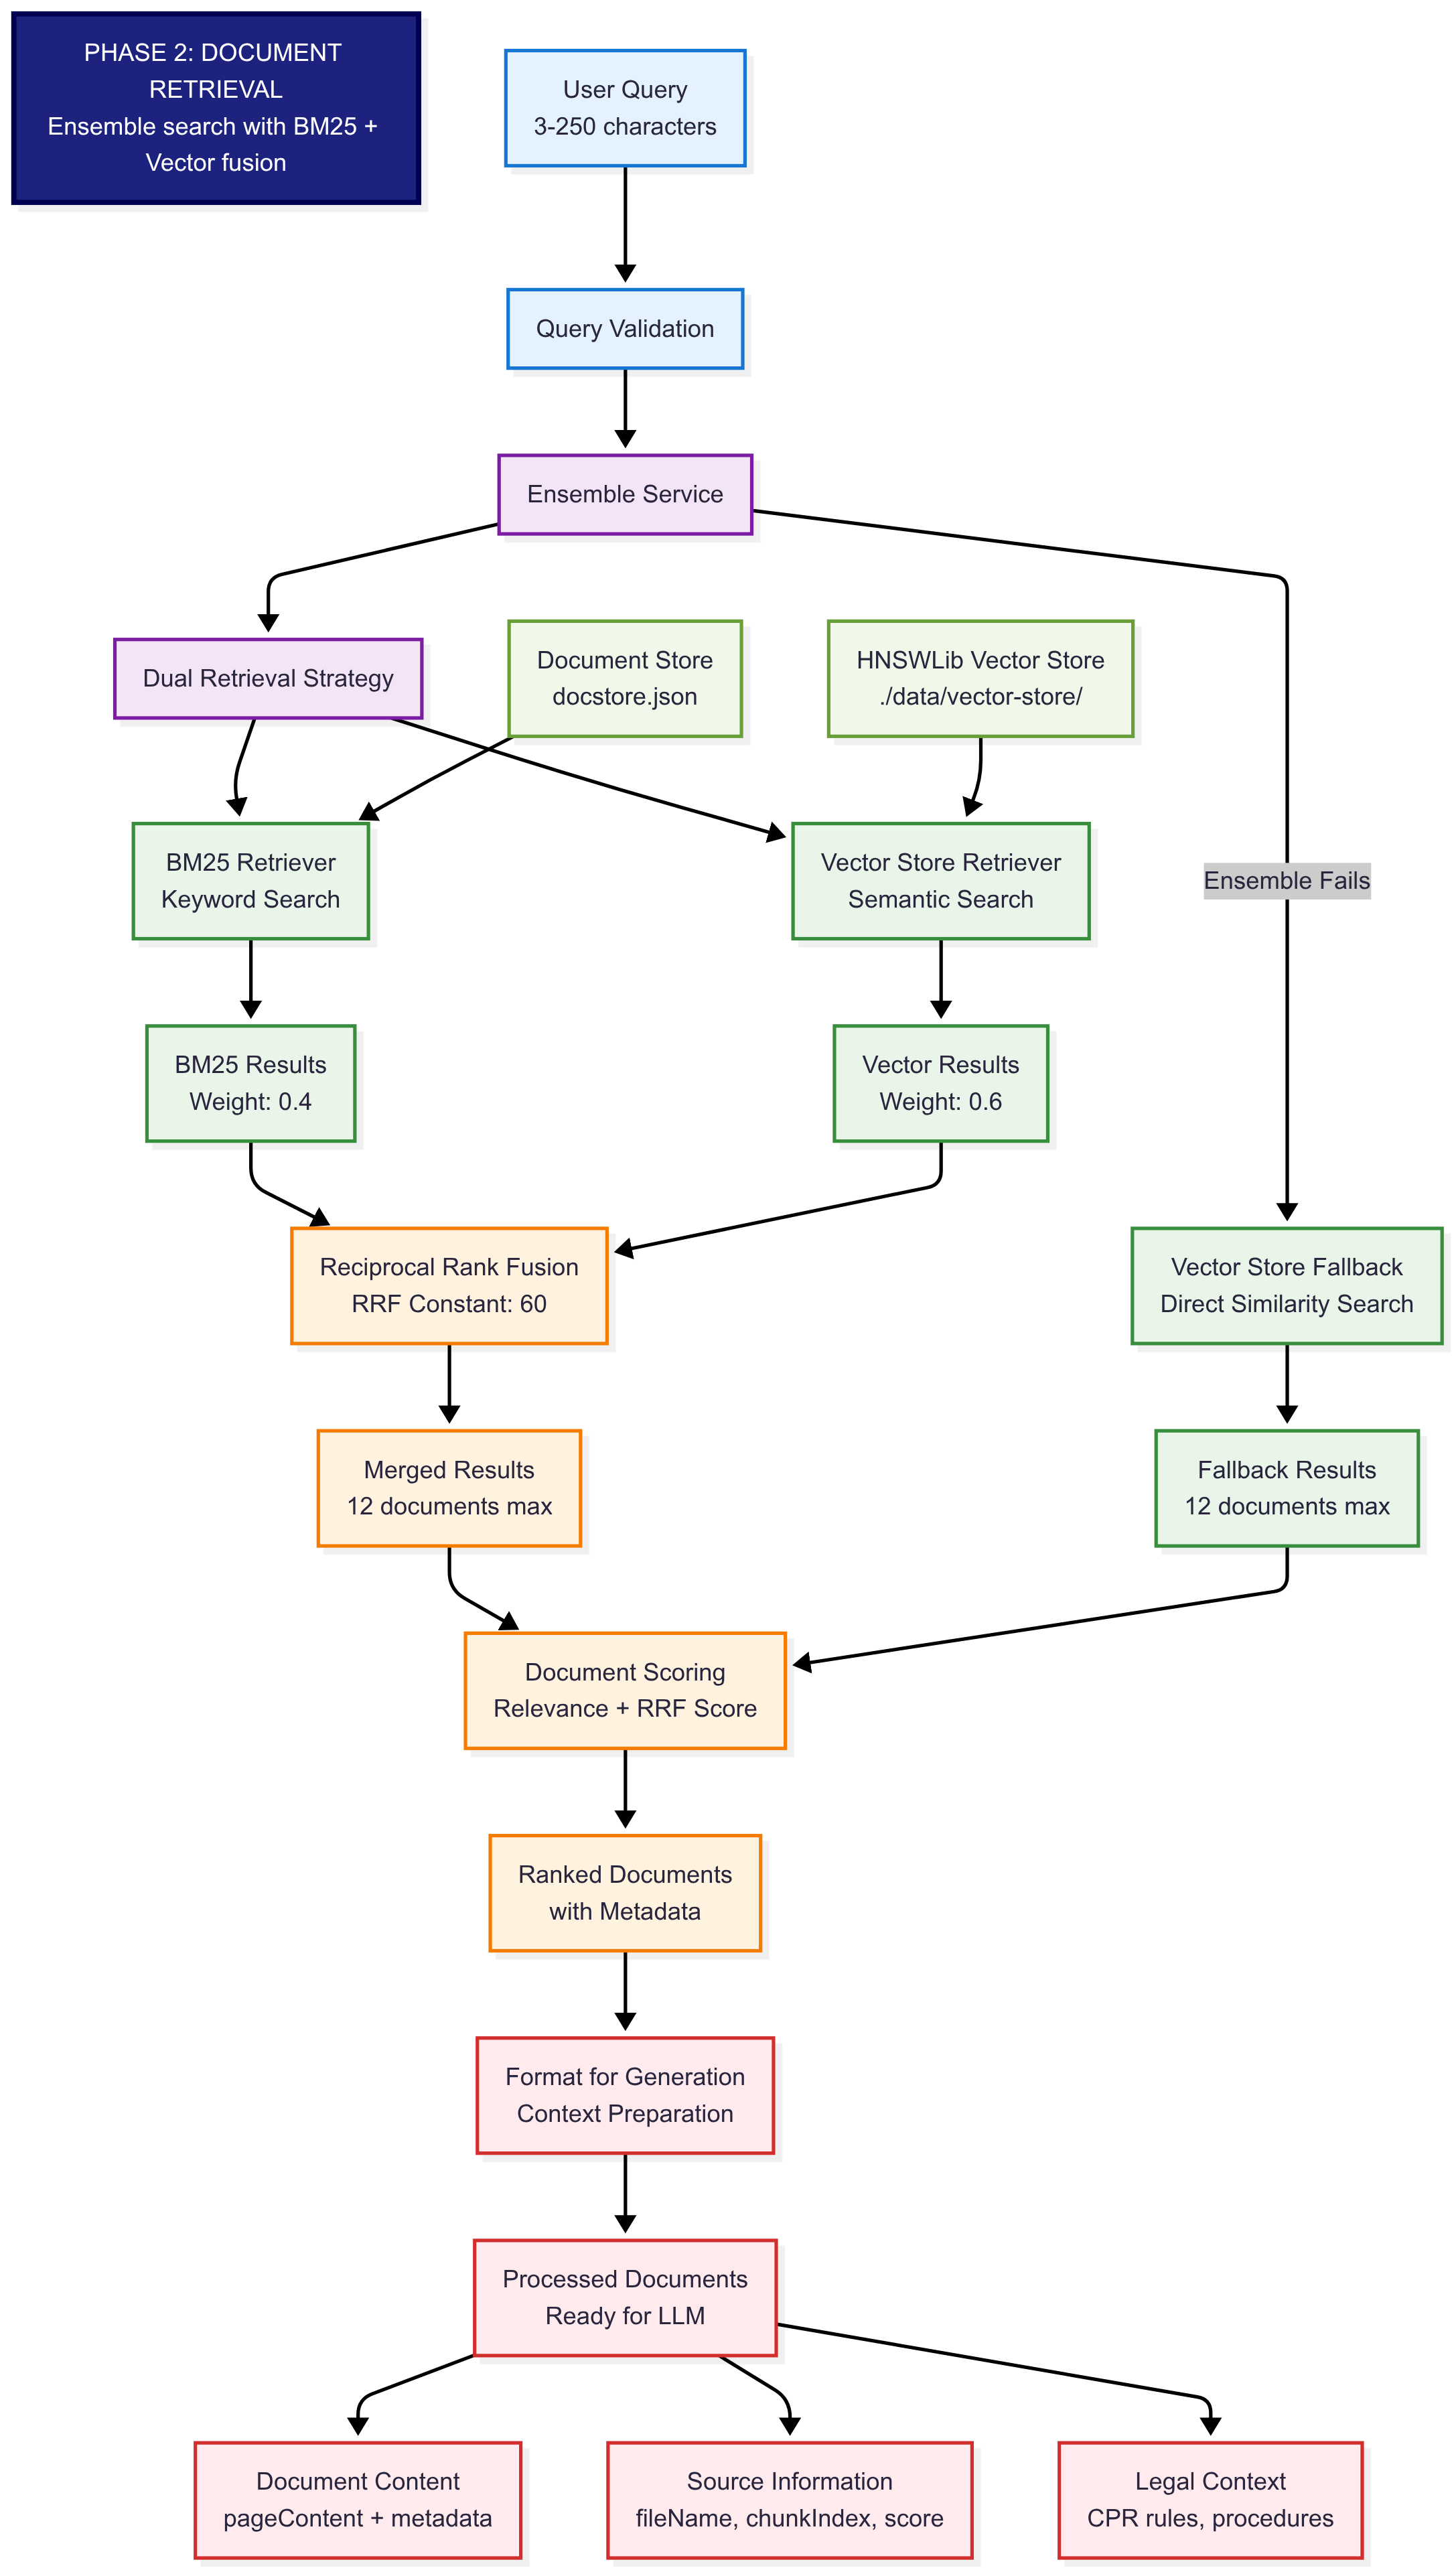 PHASE 2: DOCUMENT
RETRIEVAL
Ensemble search with BM25 +
Vector fusion
User Query
3-250 characters
Query Validation
Ensemble Service
Dual Retrieval Strategy
Document Store
docstore.json
HNSWLib Vector Store
./data/vector-store/
BM25 Retriever
Keyword Search
Vector Store Retriever
Semantic Search
Ensemble Fails
BM25 Results
Weight: 0.4
Vector Results
Weight: 0.6
Reciprocal Rank Fusion
RRF Constant: 60
Vector Store Fallback
Direct Similarity Search
Merged Results
12 documents max
Fallback Results
12 documents max
Document Scoring
Relevance + RRF Score
Ranked Documents
with Metadata
Format for Generation
Context Preparation
Processed Documents
Ready for LLM
Document Content
pageContent + metadata
Source Information
fileName, chunkIndex, score
Legal Context
CPR rules, procedures